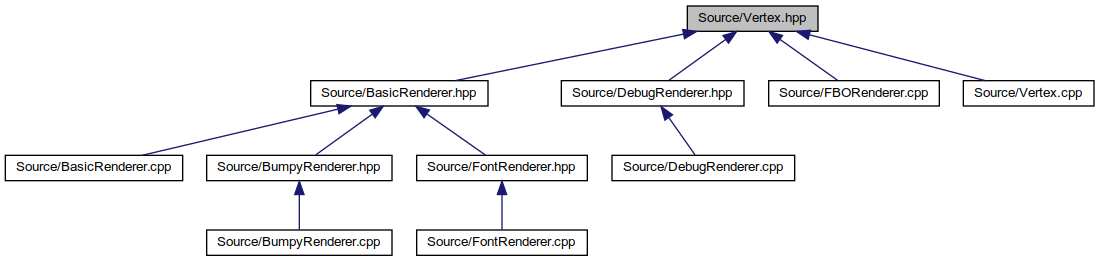 Source/Vertex.hpp
Source/BasicRenderer.hpp
Source/DebugRenderer.hpp
Source/FBORenderer.cpp
Source/Vertex.cpp
Source/BasicRenderer.cpp
Source/BumpyRenderer.hpp
Source/FontRenderer.hpp
Source/DebugRenderer.cpp
Source/BumpyRenderer.cpp
Source/FontRenderer.cpp